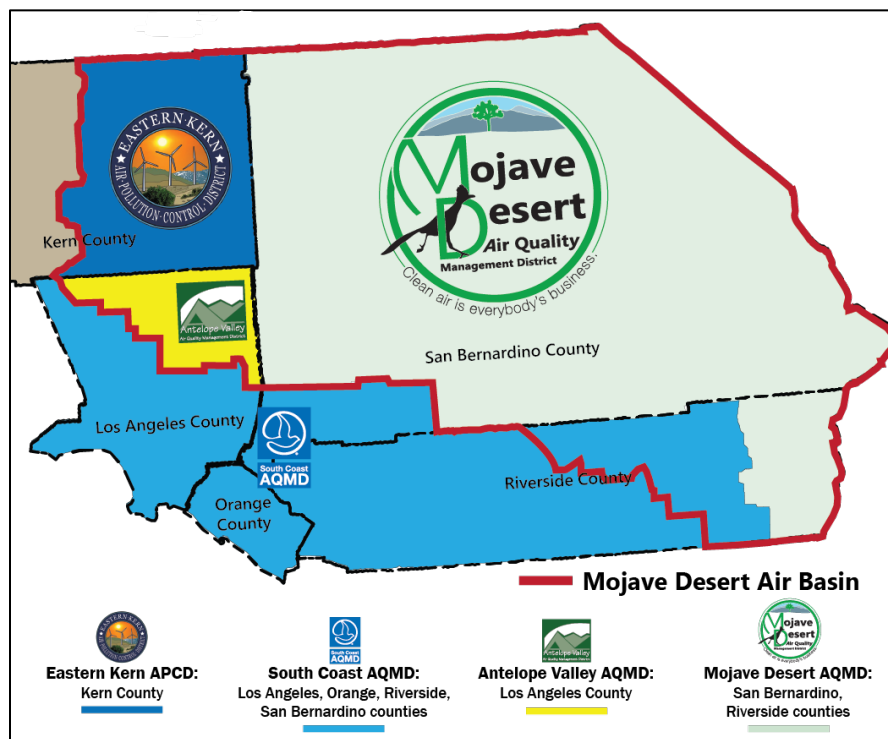 EASTERN·KERN
AIR·POLLUTION·CONTROL·DISTRICT
Kern County
Mojave
Desert
Air Quality
Management District
Clean air is everybody's business.
Antelope Valley
Air Quality Management District
San Bernardino County
Los Angeles County
South Coast
AQMD
Orange
County
Riverside County
Mojave Desert Air Basin
Eastern Kern APCD:
Kern County
South Coast
AQMD
South Coast AQMD:
Los Angeles, Orange, Riverside,
San Bernardino counties
Antelope Valley
Antelope Valley AQMD:
Los Angeles County
Mojave
Desert
Air Quality
Management District
Mojave Desert AQMD:
San Bernardino,
Riverside counties